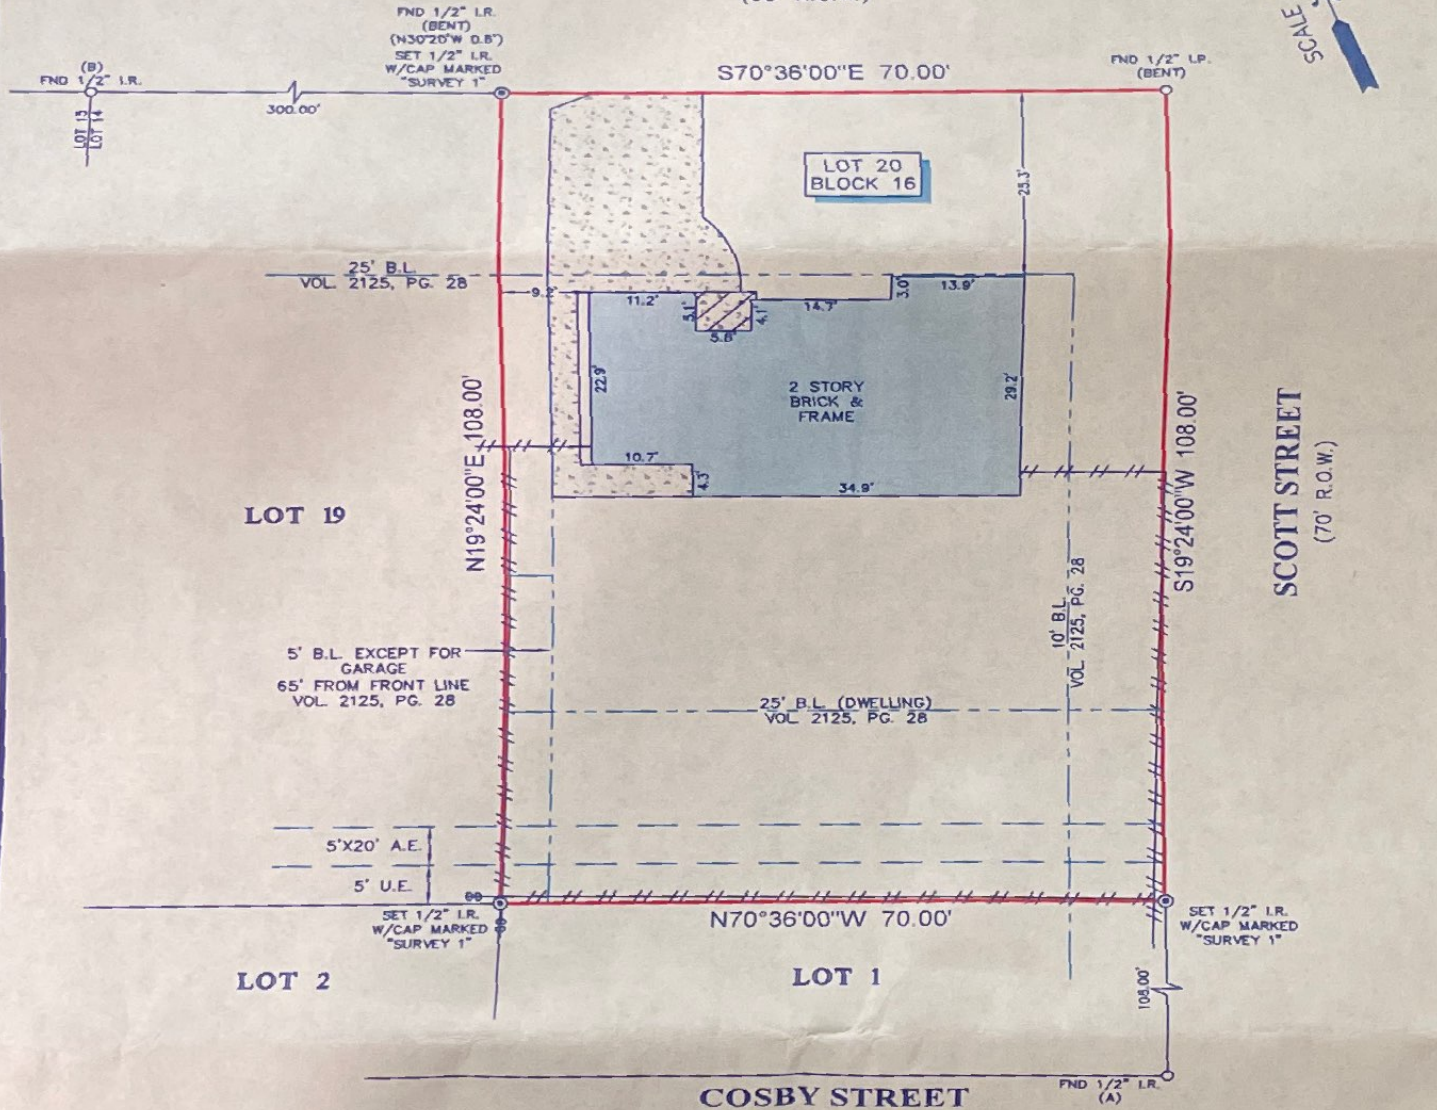 FND 1/2" I.R.
(BENT)
(N30°20'W 0.8')
SET 1/2" I.R.
W/CAP MARKED
"SURVEY 1"
(B)
FND 1/2" I.R.
LOT 15
LOT 14
300.00'
S70°36'00"E 70.00'
FND 1/2" I.P.
(BENT)
SCALE
LOT 20
BLOCK 16
25.3'
25' B.L.
VOL. 2125, PG. 28
9.2'
11.2'
5.1'
5.8'
4.1'
14.7'
3.0'
13.9'
22.9'
2 STORY
BRICK &
FRAME
29.2'
10.7'
4.3'
34.9'
N19°24'00"E 108.00'
S19°24'00"W 108.00'
SCOTT STREET
(70' R.O.W.)
LOT 19
10' B.L.
VOL 2125, PG. 28
5' B.L. EXCEPT FOR
GARAGE
65' FROM FRONT LINE
VOL. 2125, PG. 28
25' B.L. (DWELLING)
VOL. 2125, PG. 28
5'X20' A.E.
5' U.E.
SET 1/2" I.R.
W/CAP MARKED
"SURVEY 1"
N70°36'00"W 70.00'
SET 1/2" I.R.
W/CAP MARKED
"SURVEY 1"
LOT 2
LOT 1
108.00'
COSBY STREET
FND 1/2" I.R.
(A)